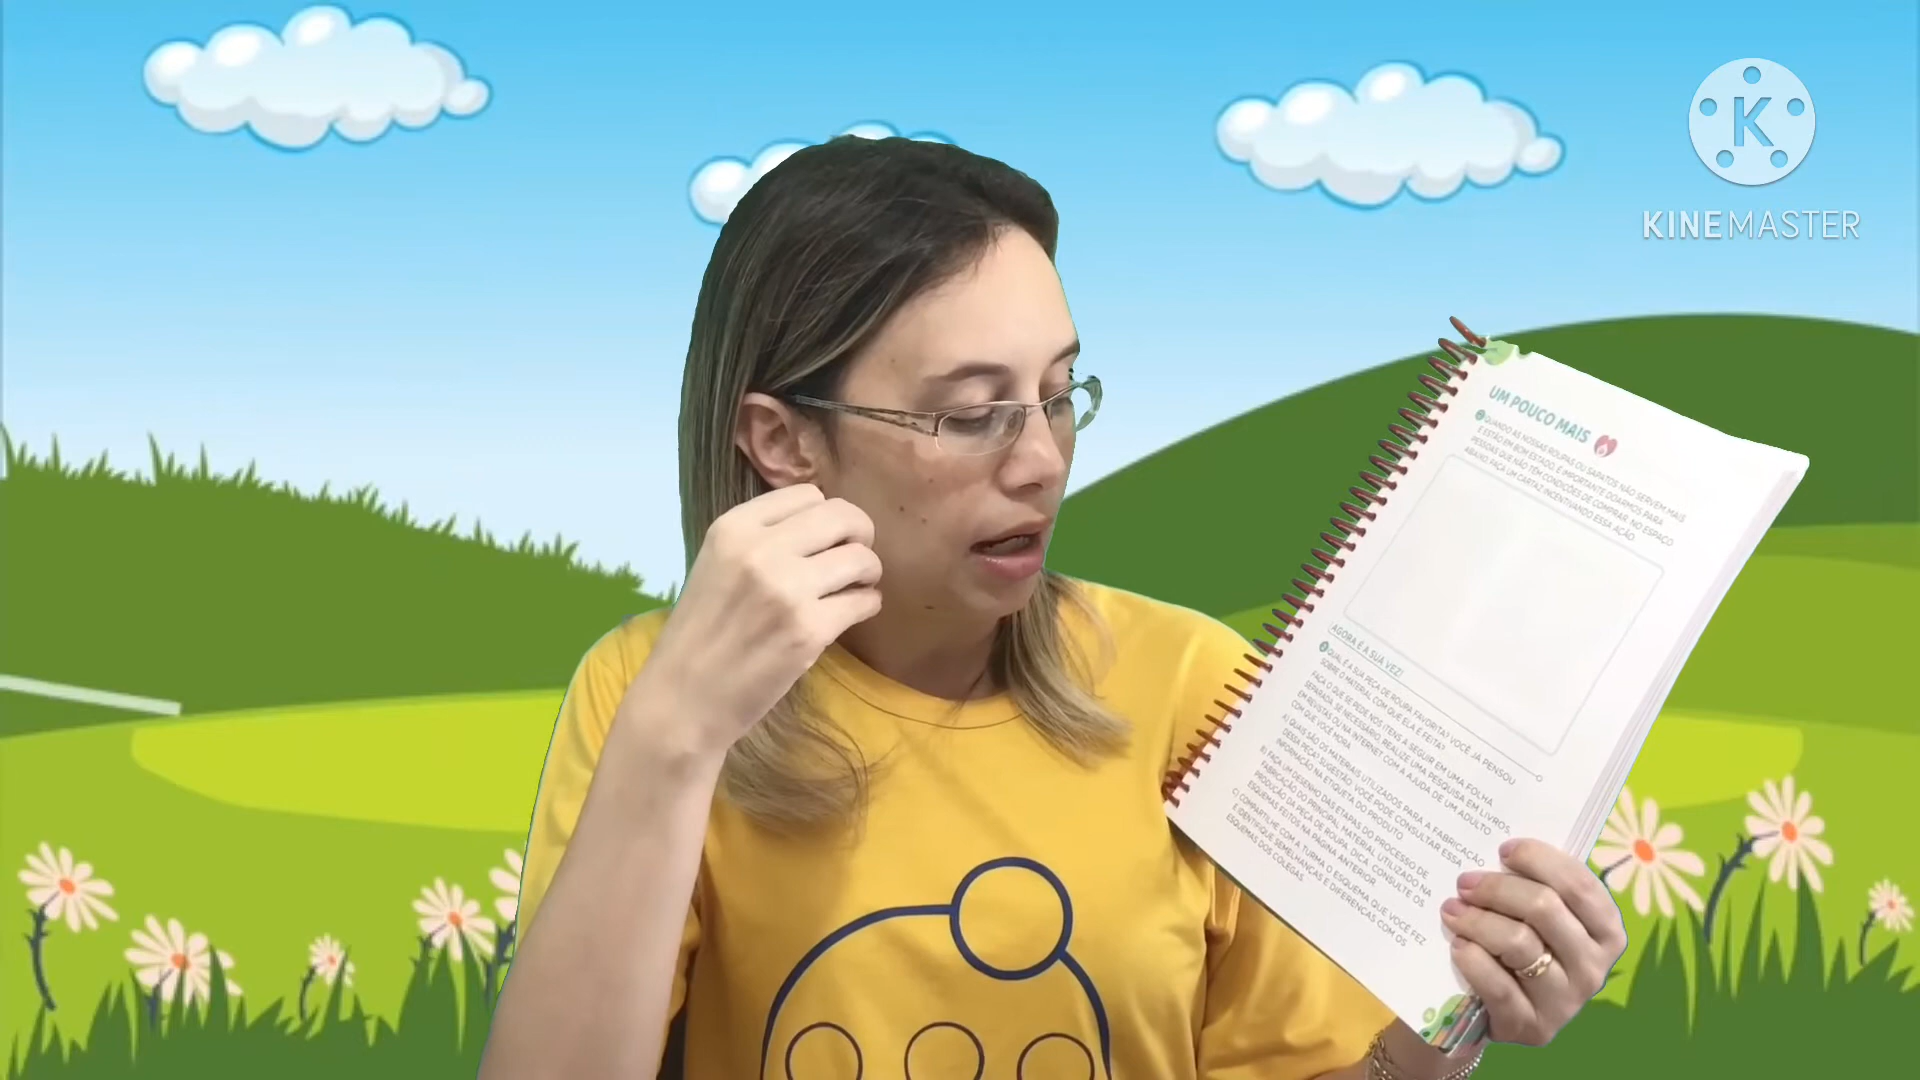 K
KINEMASTER
UM POUCO MAIS
2 QUANDO AS NOSSAS ROUPAS OU SAPATOS NÃO SERVEM MAIS
E ESTÃO EM BOM ESTADO, É IMPORTANTE DOARMOS PARA
PESSOAS QUE NÃO TÊM CONDIÇÕES DE COMPRAR. NO ESPAÇO
ABAIXO, FAÇA UM CARTAZ INCENTIVANDO ESSA AÇÃO.
AGORA É A SUA VEZ!
1 QUAL É A SUA PEÇA DE ROUPA FAVORITA? VOCÊ JÁ PENSOU
SOBRE O MATERIAL COM QUE ELA É FEITA?
FAÇA O QUE SE PEDE NOS ITENS A SEGUIR EM UMA FOLHA
SEPARADA. SE NECESSÁRIO, REALIZE UMA PESQUISA EM LIVROS,
EM REVISTAS OU NA INTERNET COM A AJUDA DE UM ADULTO
COM QUE VOCÊ MORA.
A) QUAIS SÃO OS MATERIAIS UTILIZADOS PARA A FABRICAÇÃO
DESSA PEÇA? SUGESTÃO: VOCÊ PODE CONSULTAR ESSA
INFORMAÇÃO NA ETIQUETA DO PRODUTO.
B) FAÇA UM DESENHO DAS ETAPAS DO PROCESSO DE
FABRICAÇÃO DO PRINCIPAL MATERIAL UTILIZADO NA
PRODUÇÃO DA PEÇA DE ROUPA. DICA: CONSULTE OS
ESQUEMAS FEITOS NA PÁGINA ANTERIOR.
C) COMPARTILHE COM A TURMA O ESQUEMA QUE VOCÊ FEZ
E IDENTIFIQUE SEMELHANÇAS E DIFERENÇAS COM OS
ESQUEMAS DOS COLEGAS.